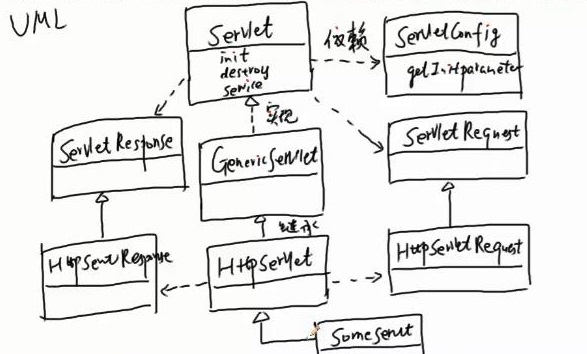 UML
Servlet
init
destroy
service
依赖
ServletConfig
getInitparameter
实现
ServletResponse
GenericServlet
ServletRequest
继承
HttpServletResponse
HttpServlet
HttpServletRequest
SomeServlet